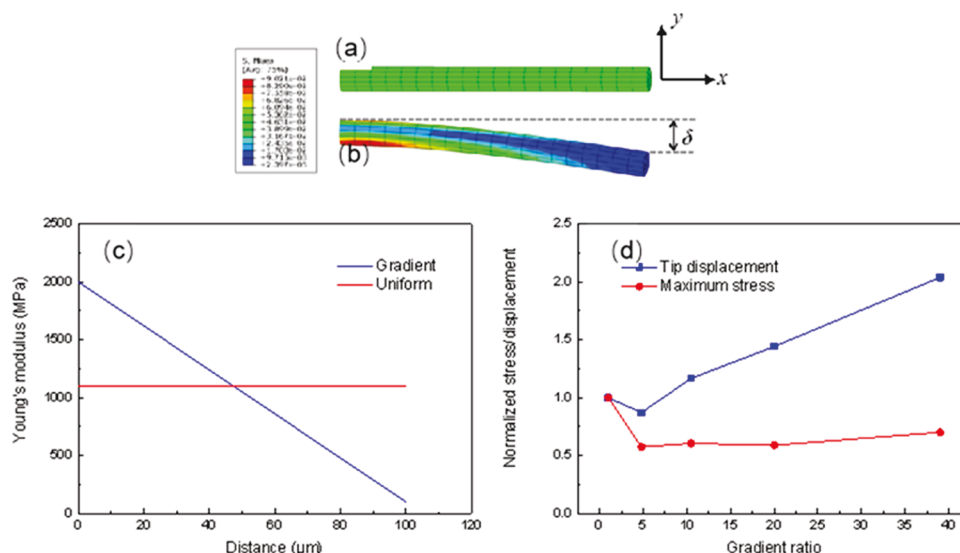 (a)
y
x
S, Mises
(Avg: 75%)
(b)
δ
(c)
Gradient
Uniform
Young's modulus (MPa)
2500
2000
1500
1000
500
0
0 20 40 60 80 100 120
Distance (μm)
(d)
Tip displacement
Maximum stress
Normalized stress/displacement
2.5
2.0
1.5
1.0
0.5
0.0
0 5 10 15 20 25 30 35 40
Gradient ratio